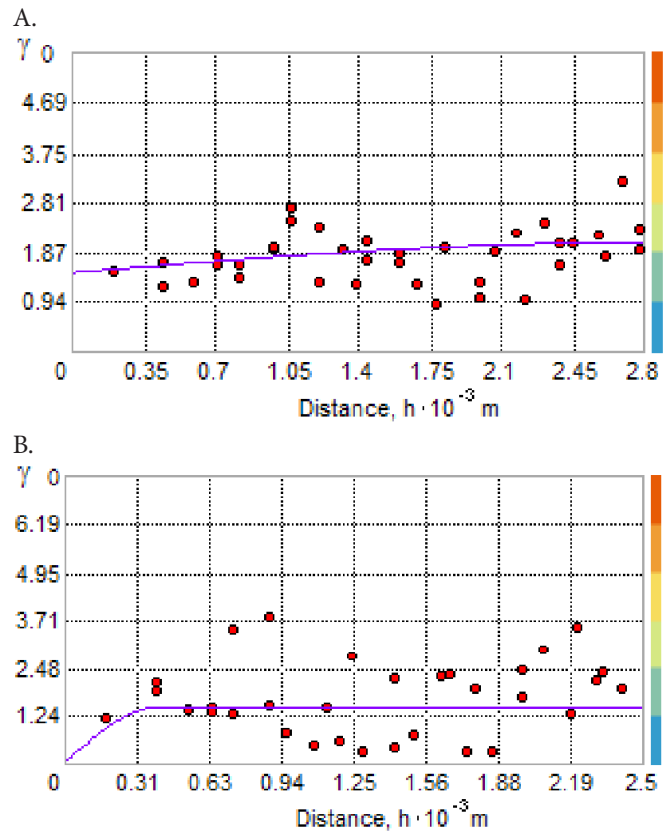 A.
γ 0
4.69
3.75
2.81
1.87
0.94
0 0.35 0.7 1.05 1.4 1.75 2.1 2.45 2.8
Distance, h · 10⁻³ m
B.
γ 0
6.19
4.95
3.71
2.48
1.24
0 0.31 0.63 0.94 1.25 1.56 1.88 2.19 2.5
Distance, h · 10⁻³ m